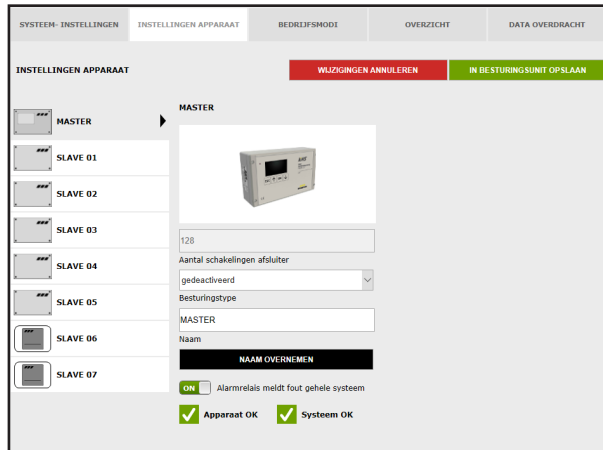 SYSTEEM- INSTELLINGEN
INSTELLINGEN APPARAAT
BEDRIJFSMODI
OVERZICHT
DATA OVERDRACHT
INSTELLINGEN APPARAAT
WIJZIGINGEN ANNULEREN
IN BESTURINGSUNIT OPSLAAN
MASTER
SLAVE 01
SLAVE 02
SLAVE 03
SLAVE 04
SLAVE 05
SLAVE 06
SLAVE 07
MASTER
128
Aantal schakelingen afsluiter
gedeactiveerd
Besturingstype
MASTER
Naam
NAAM OVERNEMEN
ON Alarmrelais meldt fout gehele systeem
Apparaat OK
Systeem OK